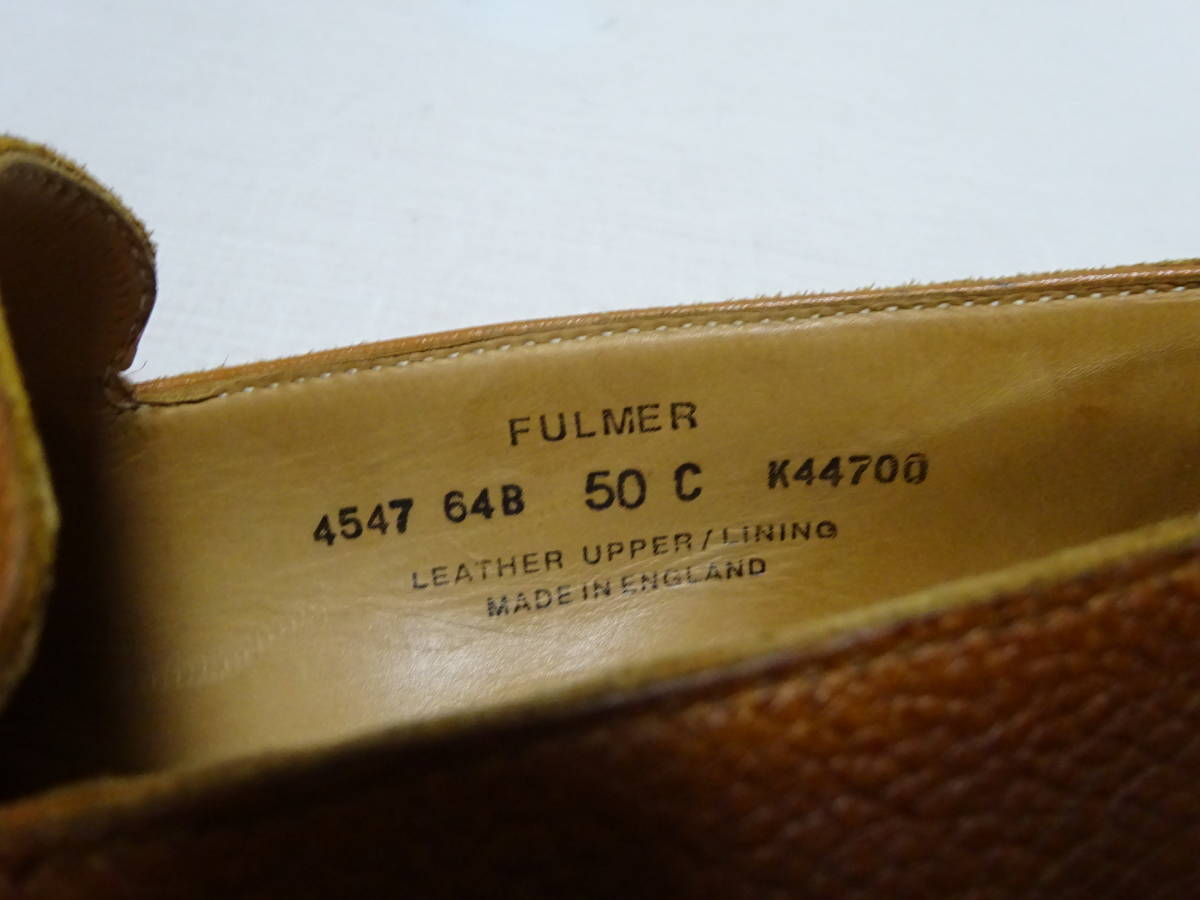 FULMER
4547 64B 50 C K44700
LEATHER UPPER/LINING
MADE IN ENGLAND